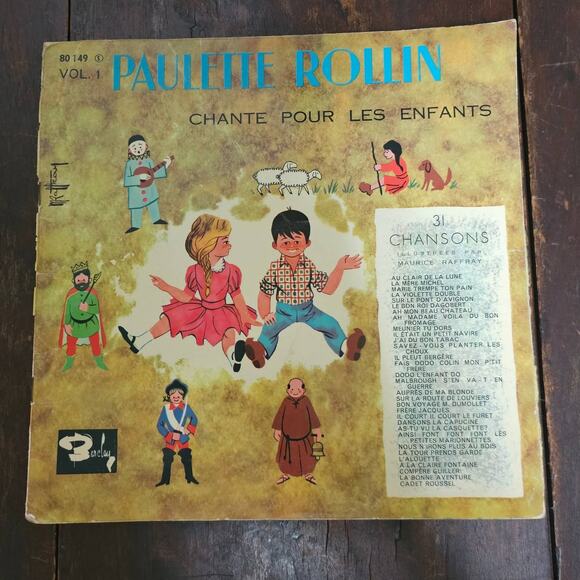 80149 S
VOL. 1
PAULETTE ROLLIN
CHANTE POUR LES ENFANTS
31
CHANSONS
ILLUSTRÉES PAR
MAURICE RAFFRAY
AU CLAIR DE LA LUNE
LA MÈRE MICHEL
MARIE TREMPE TON PAIN
LA VIOLETTE DOUBLE
SUR LE PONT D'AVIGNON
LE BON ROI DAGOBERT
AH MON BEAU CHATEAU
AH MADAME VOILA DU BON
FROMAGE
MEUNIER TU DORS
IL ÉTAIT UN PETIT NAVIRE
J'AI DU BON TABAC
SAVEZ-VOUS PLANTER LES
CHOUX
IL PLEUT BERGÈRE
FAIS DODO COLIN MON P'TIT
FRÈRE
DODO L'ENFANT DO
MALBROUGH S'EN VA-T-EN
GUERRE
AUPRÈS DE MA BLONDE
SUR LA ROUTE DE LOUVIERS
BON VOYAGE M. DUMOLLET
FRÈRE JACQUES
IL COURT IL COURT LE FURET
DANSONS LA CAPUCINE
AS-TU VU LA CASQUETTE?
AINSI FONT FONT FONT LES
PETITES MARIONNETTES
NOUS N'IRONS PLUS AU BOIS
LA TOUR PRENDS GARDE
L'ALOUETTE
A LA CLAIRE FONTAINE
COMPÈRE GUILLERI
LA BONNE AVENTURE
CADET ROUSSEL
Barclay